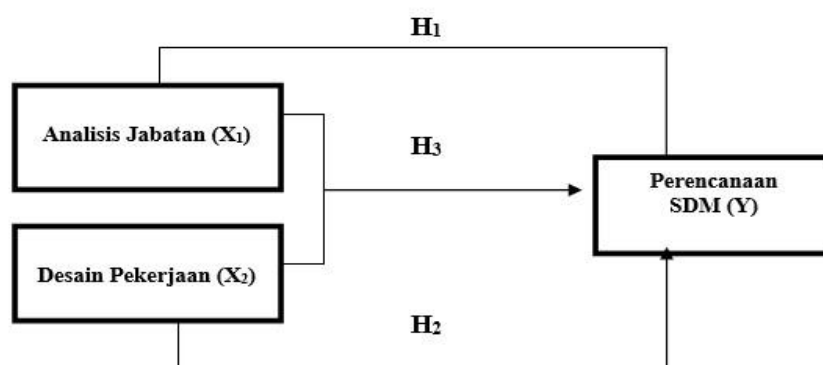 H₁
Analisis Jabatan (X₁)
H₃
Perencanaan
SDM (Y)
Desain Pekerjaan (X₂)
H₂